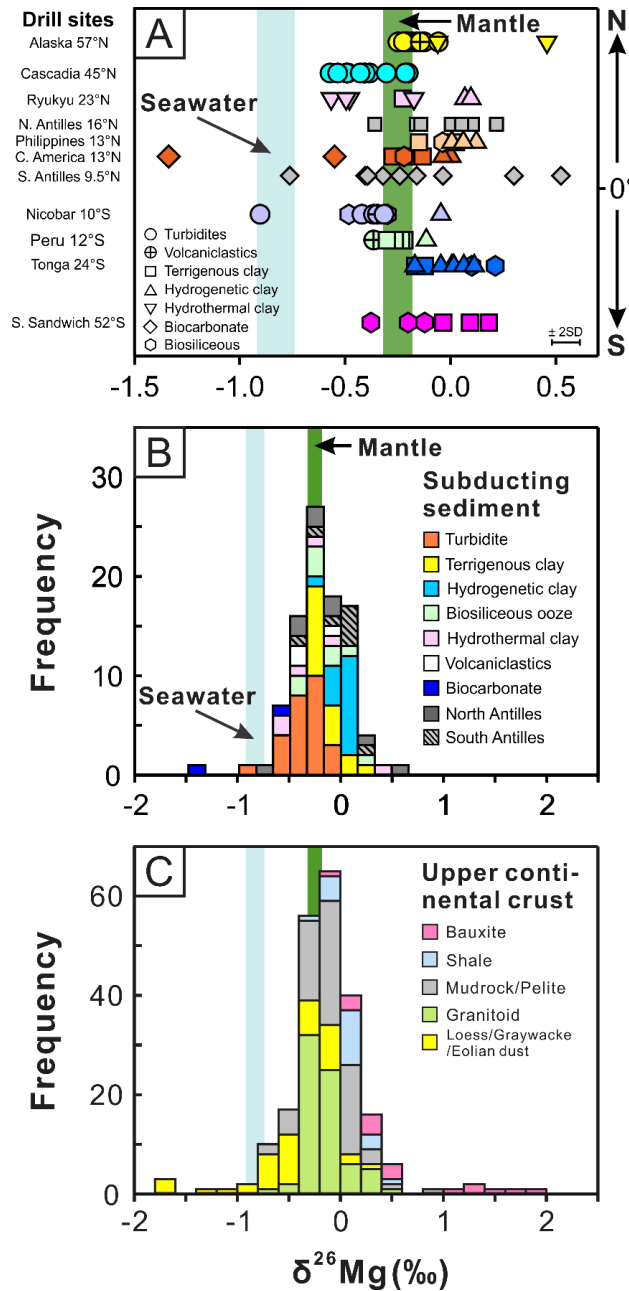 Drill sites
A
Mantle
N
Alaska 57°N
Cascadia 45°N
Ryukyu 23°N
Seawater
N. Antilles 16°N
Philippines 13°N
C. America 13°N
S. Antilles 9.5°N
0°
Nicobar 10°S
Peru 12°S
Tonga 24°S
S. Sandwich 52°S
Turbidites
Volcaniclastics
Terrigenous clay
Hydrogenetic clay
Hydrothermal clay
Biocarbonate
Biosiliceous
± 2SD
S
-1.5 -1.0 -0.5 0.0 0.5
B
Mantle
Subducting
sediment
Turbidite
Terrigenous clay
Hydrogenetic clay
Biosiliceous ooze
Hydrothermal clay
Volcaniclastics
Biocarbonate
North Antilles
South Antilles
Seawater
Frequency
30
20
10
0
-2 -1 0 1 2
C
Upper conti-
nental crust
Bauxite
Shale
Mudrock/Pelite
Granitoid
Loess/Graywacke
/Eolian dust
Frequency
60
40
20
0
-2 -1 0 1 2
δ²⁶Mg(‰)